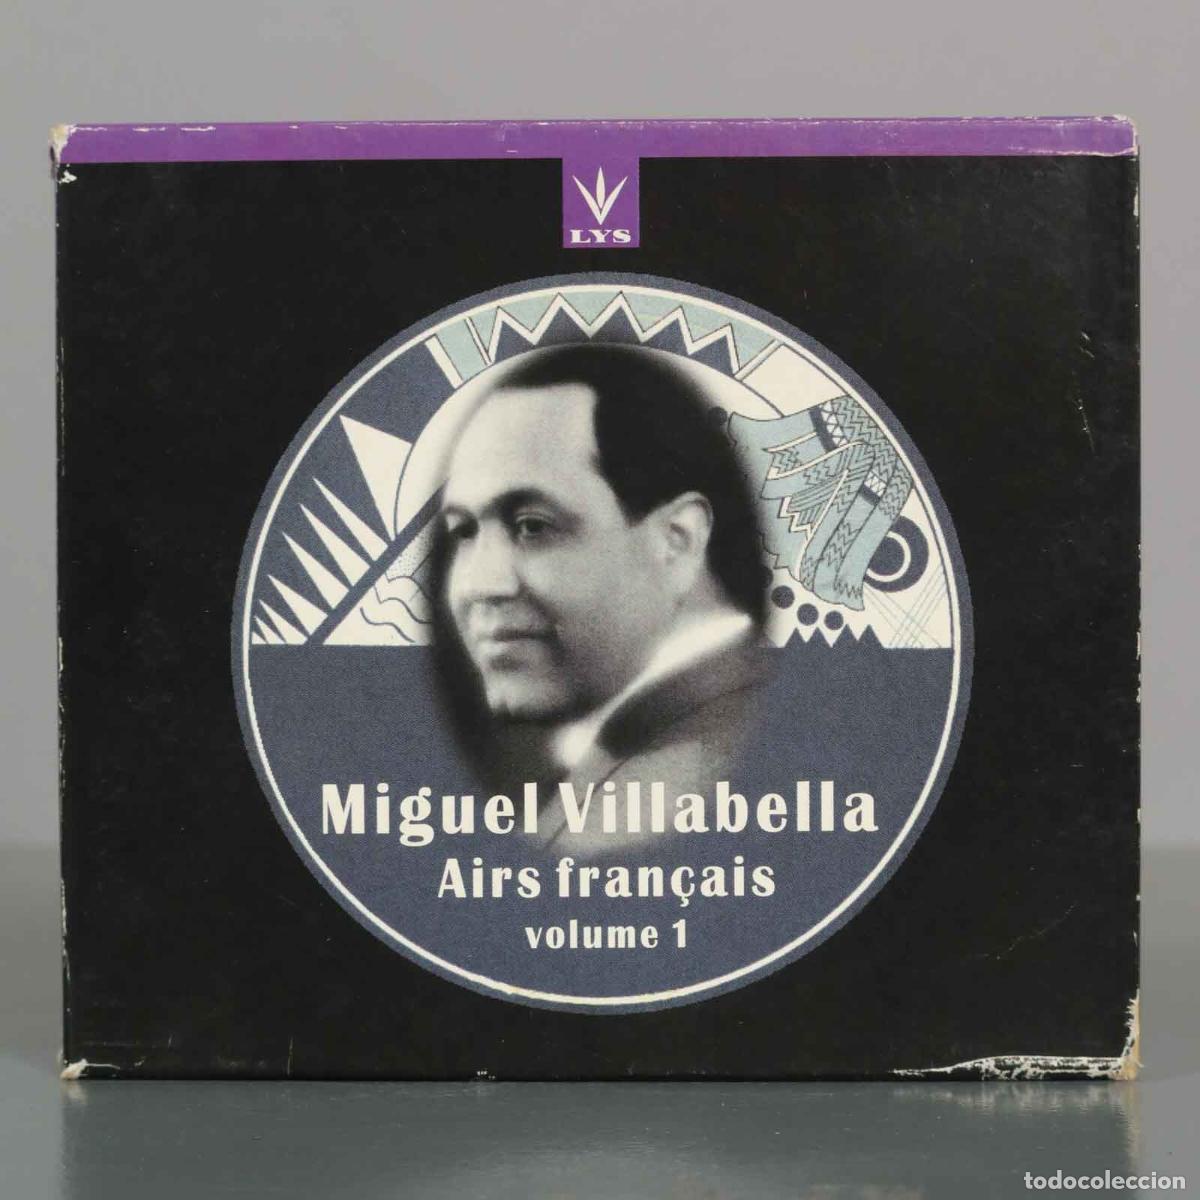 LYS
Miguel Villabella
Airs français
volume 1
todocoleccion